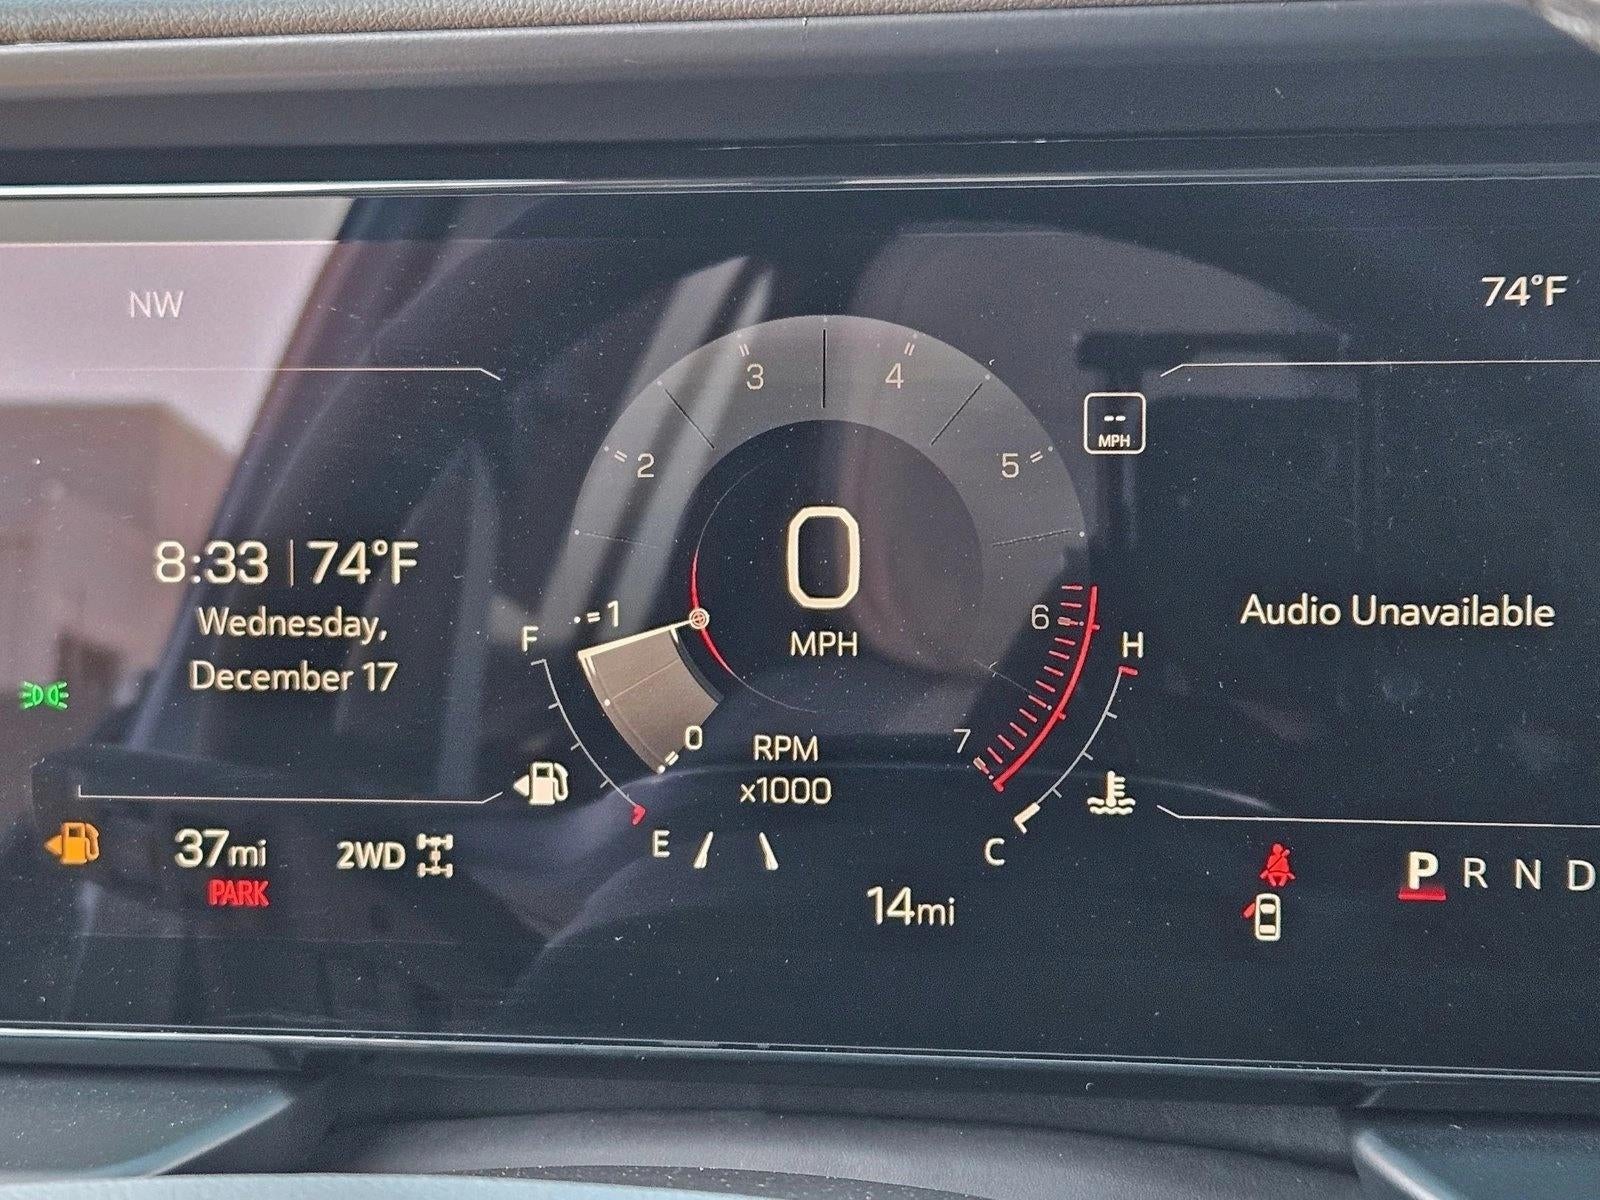 NW
74°F
3
4
--
MPH
2
5
8:33 | 74°F
Wednesday,
December 17
0
MPH
1
6
F
H
Audio Unavailable
0
7
RPM
x1000
E
C
37mi
PARK
2WD
14mi
P R N D